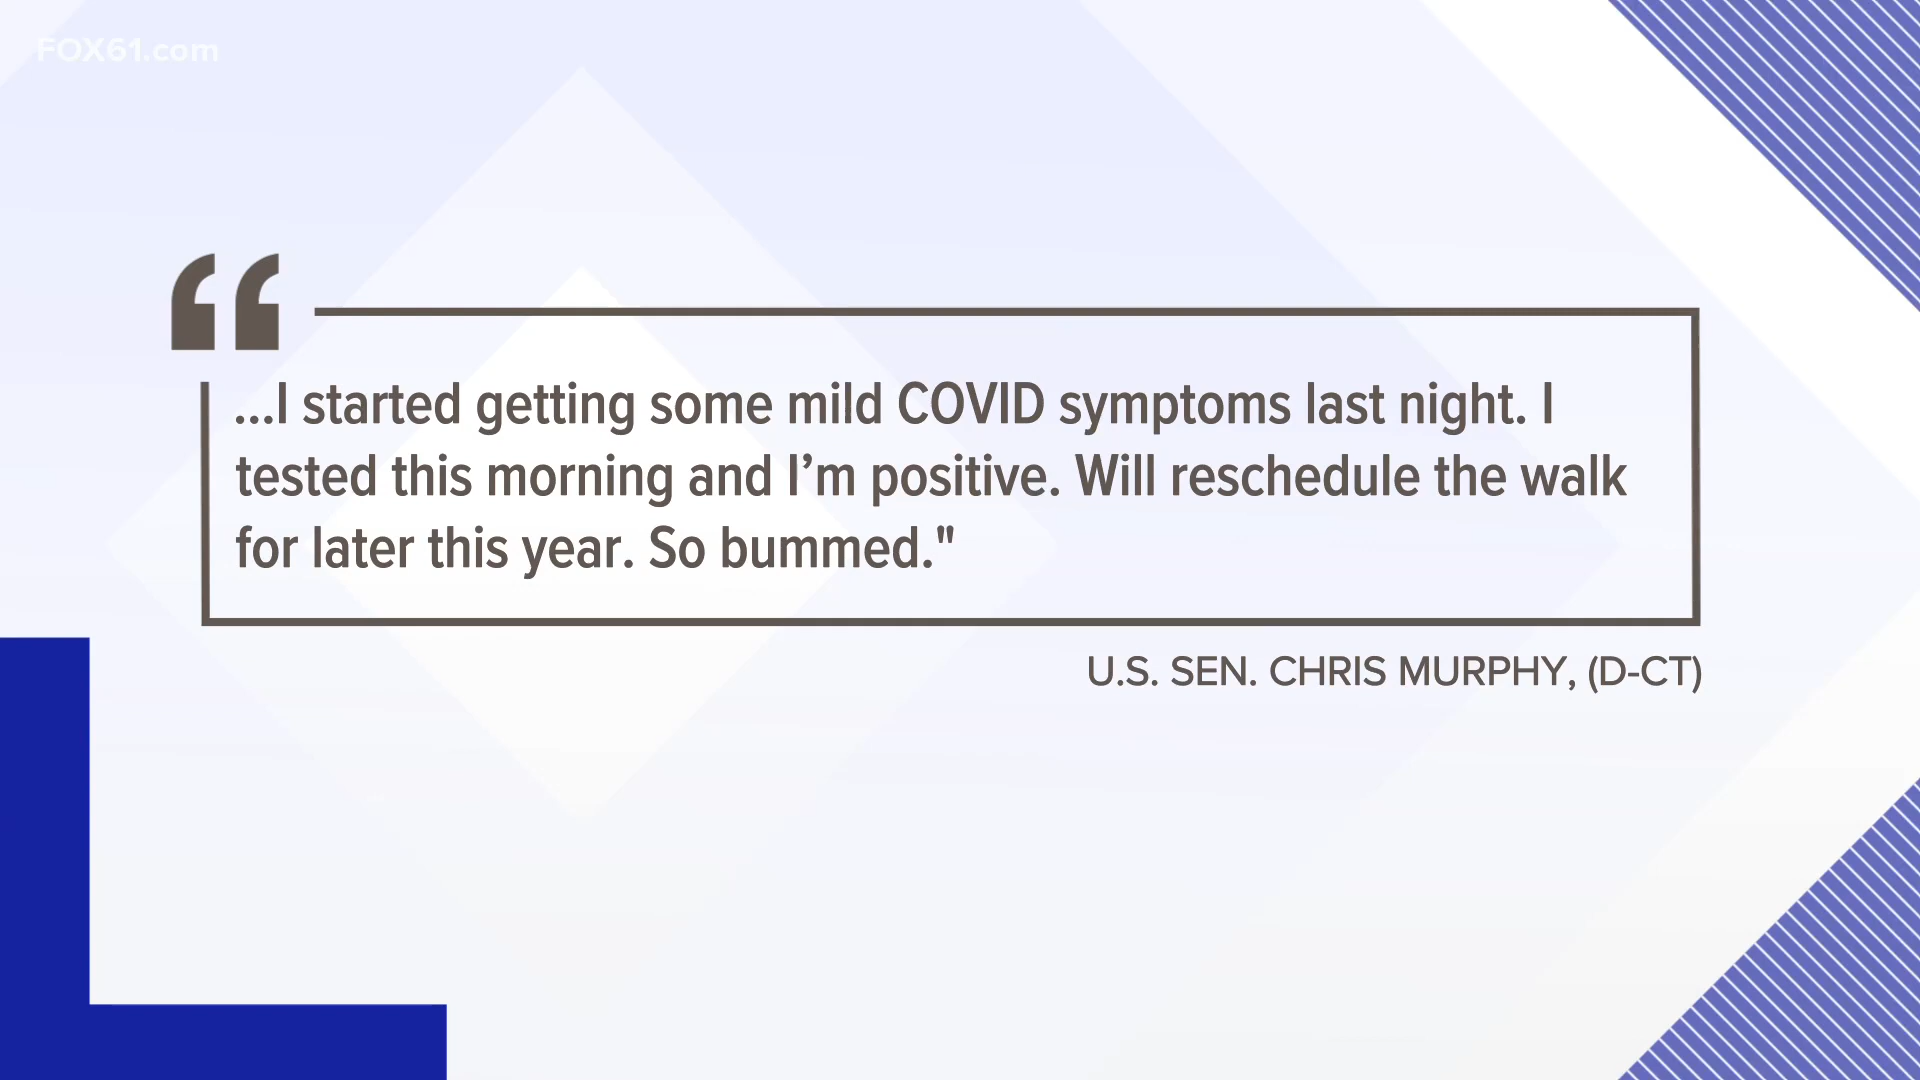 FOX61.com
“
...I started getting some mild COVID symptoms last night. I
tested this morning and I’m positive. Will reschedule the walk
for later this year. So bummed."
U.S. SEN. CHRIS MURPHY, (D-CT)